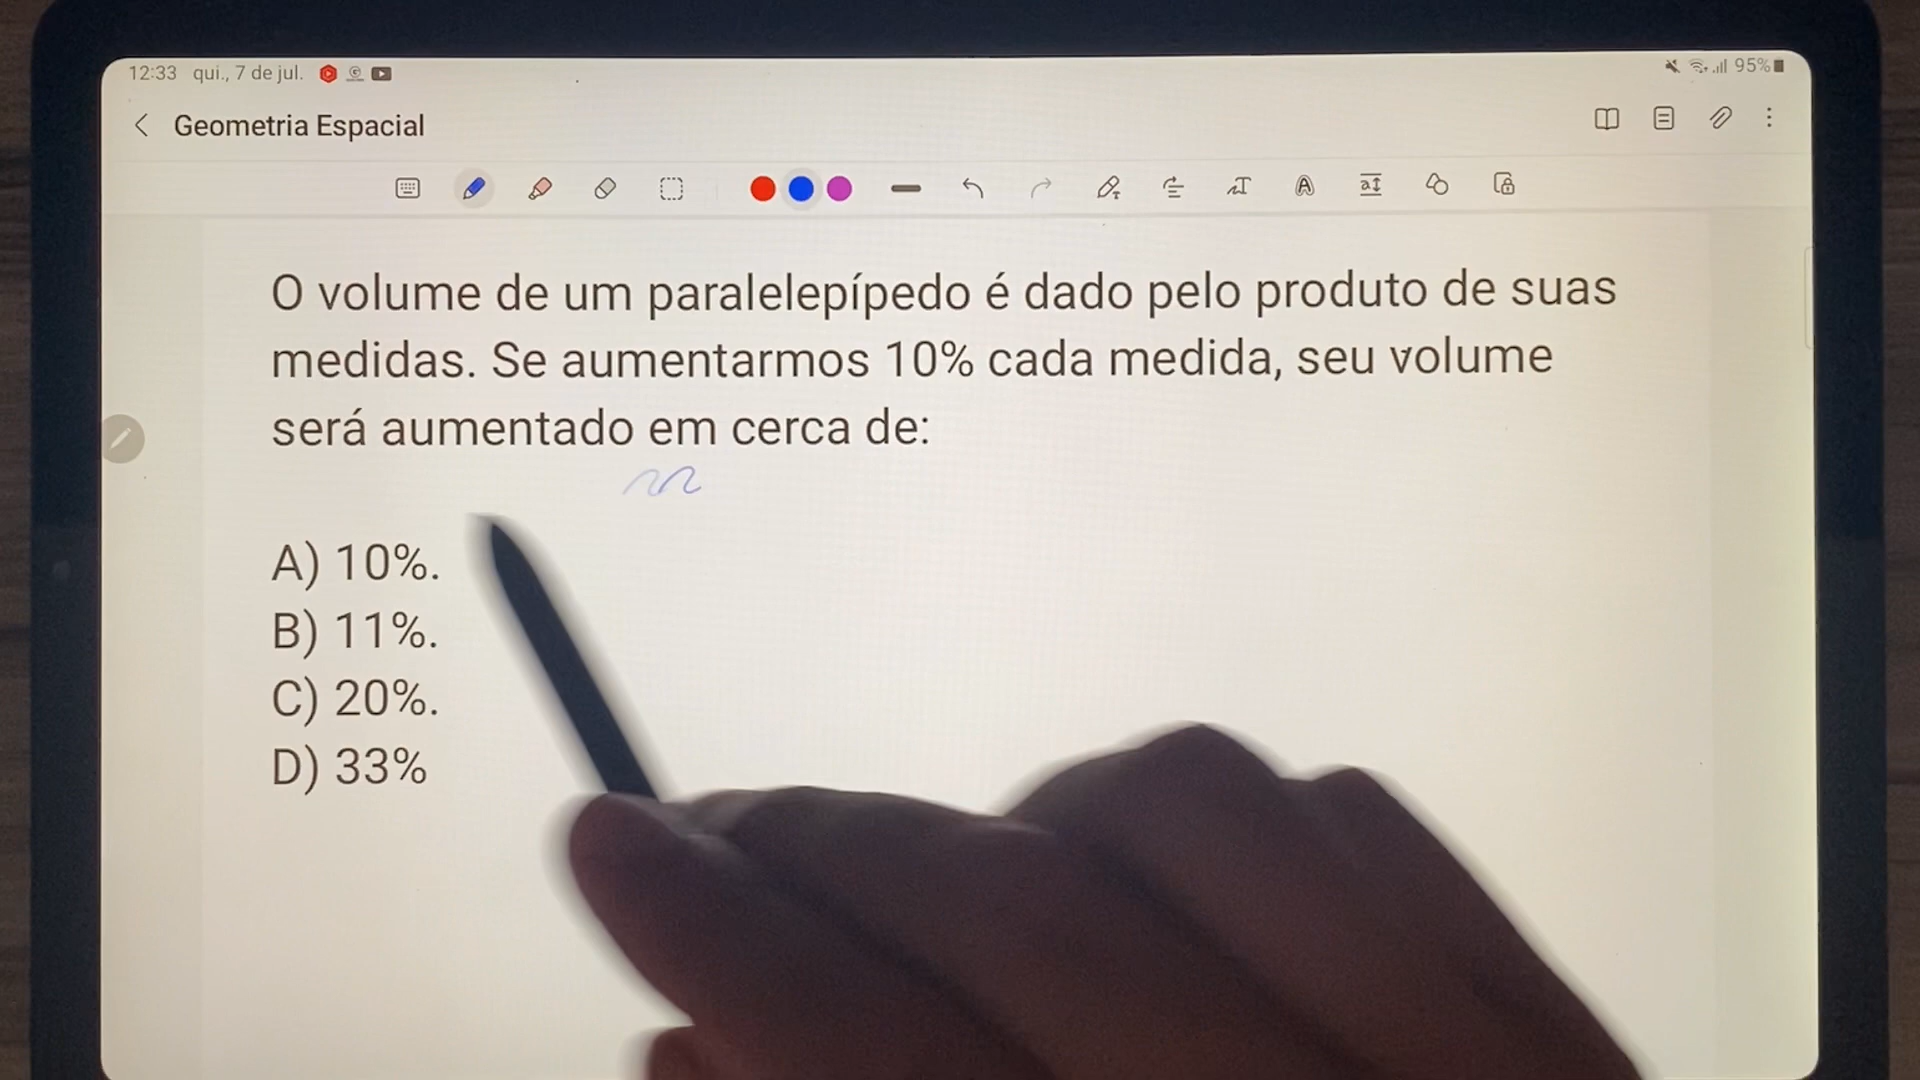 12:33 qui., 7 de jul.
95%
Geometria Espacial
O volume de um paralelepípedo é dado pelo produto de suas
medidas. Se aumentarmos 10% cada medida, seu volume
será aumentado em cerca de:
A) 10%.
B) 11%.
C) 20%.
D) 33%